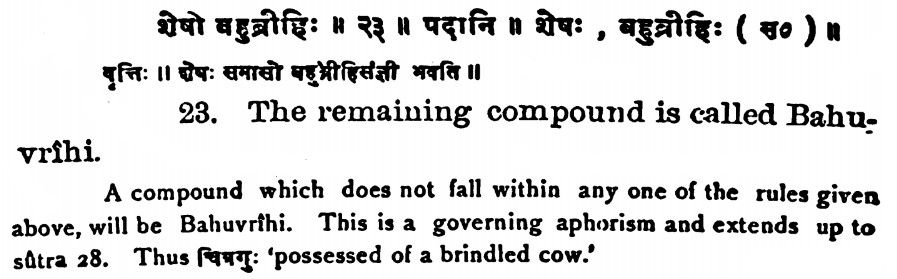 शेषो बहुव्रीहिः ॥ २३ ॥ पदानि ॥ शेषः , बहुव्रीहिः ( स० ) ॥
वृत्तिः ॥ शेषः समासो बहुव्रीहिसंज्ञी भवति ॥
23. The remaining compound is called Bahu-
vrîhi.
A compound which does not fall within any one of the rules given
above, will be Bahuvrîhi. This is a governing aphorism and extends up to
sûtra 28. Thus चित्रगुः 'possessed of a brindled cow.'